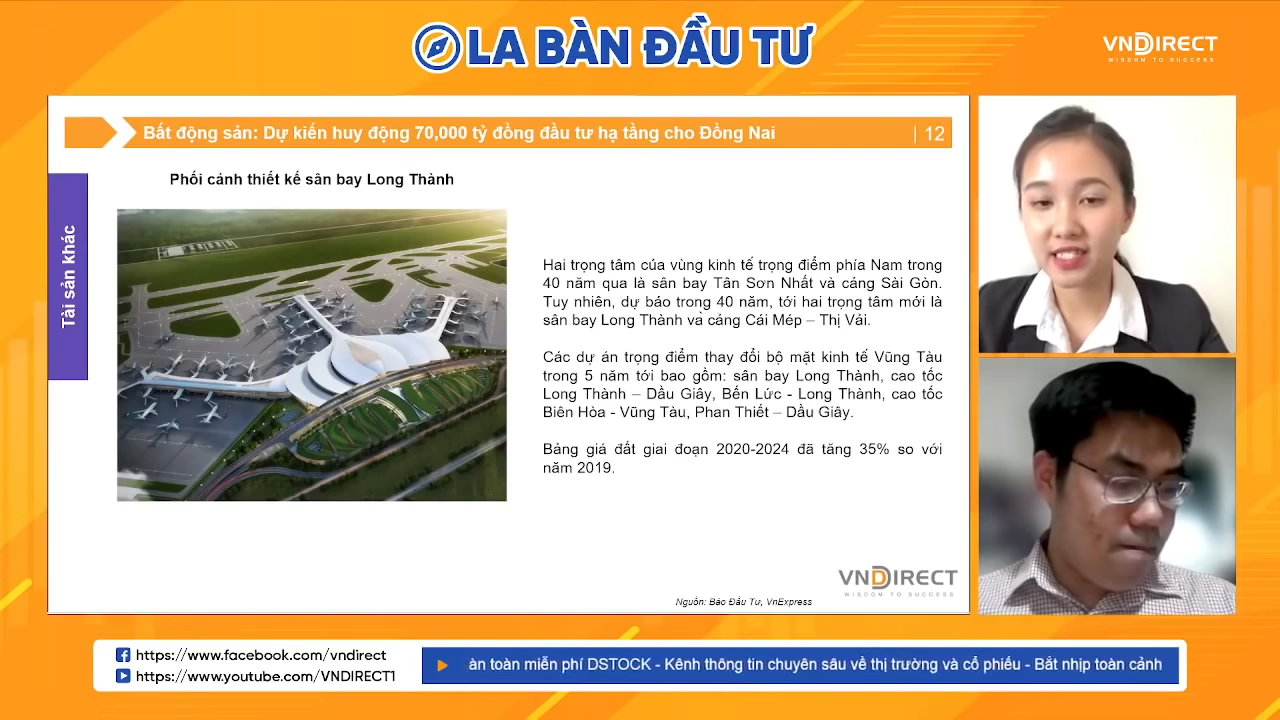 LA BÀN ĐẦU TƯ
VNDIRECT
WISDOM TO SUCCESS
Bất động sản: Dự kiến huy động 70,000 tỷ đồng đầu tư hạ tầng cho Đồng Nai
| 12
Tài sản khác
Phối cảnh thiết kế sân bay Long Thành
Hai trọng tâm của vùng kinh tế trọng điểm phía Nam trong
40 năm qua là sân bay Tân Sơn Nhất và cảng Sài Gòn.
Tuy nhiên, dự báo trong 40 năm, tới hai trọng tâm mới là
sân bay Long Thành va cảng Cái Mép – Thị Vải.
Các dự án trọng điểm thay đổi bộ mặt kinh tế Vũng Tàu
trong 5 năm tới bao gồm: sân bay Long Thành, cao tốc
Long Thành – Dầu Giây, Bến Lức - Long Thành, cao tốc
Biên Hòa - Vũng Tàu, Phan Thiết – Dầu Giây.
Bảng giá đất giai đoạn 2020-2024 đã tăng 35% so với
năm 2019.
VNDIRECT
WISDOM TO SUCCESS
Nguồn: Báo Đầu Tư, VnExpress
https://www.facebook.com/vndirect
https://www.youtube.com/VNDIRECT1
àn toàn miễn phí DSTOCK - Kênh thông tin chuyên sâu về thị trường và cổ phiếu - Bắt nhịp toàn cảnh